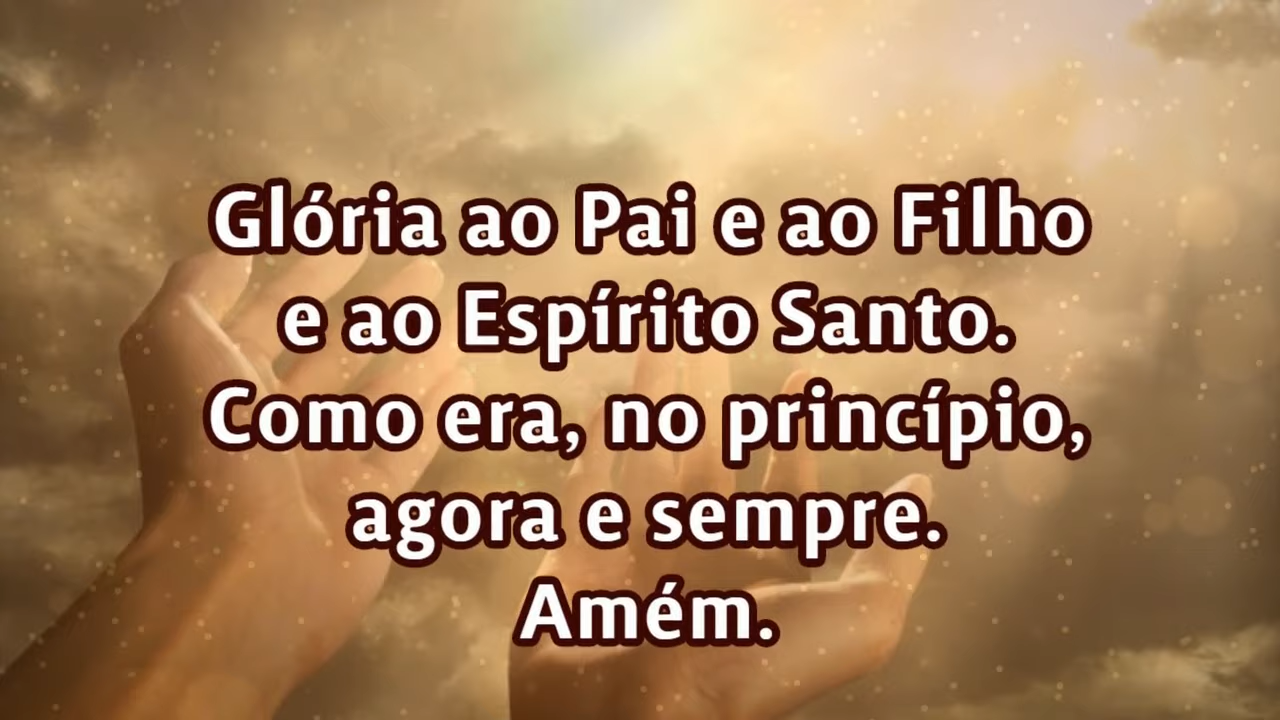 Glória ao Pai e ao Filho
e ao Espírito Santo.
Como era, no princípio,
agora e sempre.
Amém.